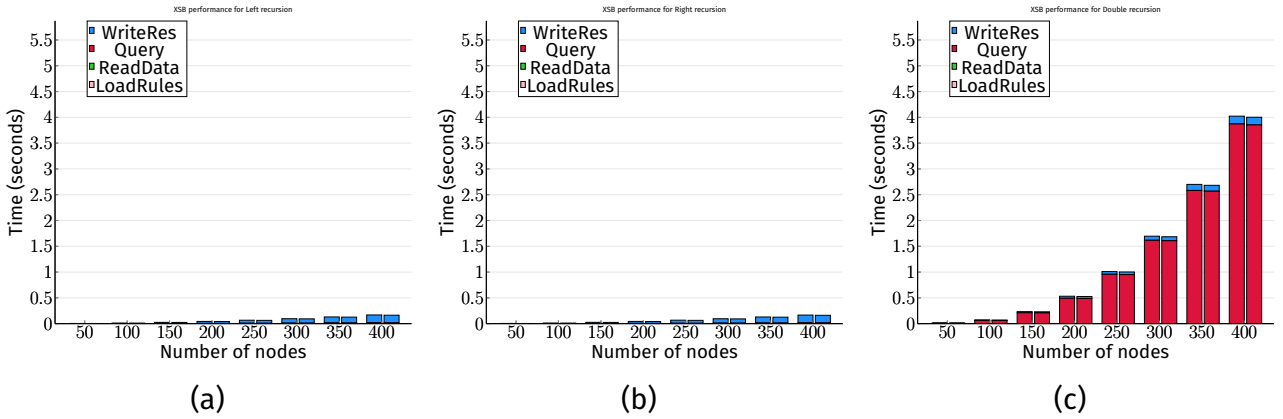 XSB performance for Left recursion
WriteRes
Query
ReadData
LoadRules
Time (seconds)
5.5
5
4.5
4
3.5
3
2.5
2
1.5
1
0.5
0
50 100 150 200 250 300 350 400
Number of nodes
(a)
XSB performance for Right recursion
WriteRes
Query
ReadData
LoadRules
Time (seconds)
5.5
5
4.5
4
3.5
3
2.5
2
1.5
1
0.5
0
50 100 150 200 250 300 350 400
Number of nodes
(b)
XSB performance for Double recursion
WriteRes
Query
ReadData
LoadRules
Time (seconds)
5.5
5
4.5
4
3.5
3
2.5
2
1.5
1
0.5
0
50 100 150 200 250 300 350 400
Number of nodes
(c)